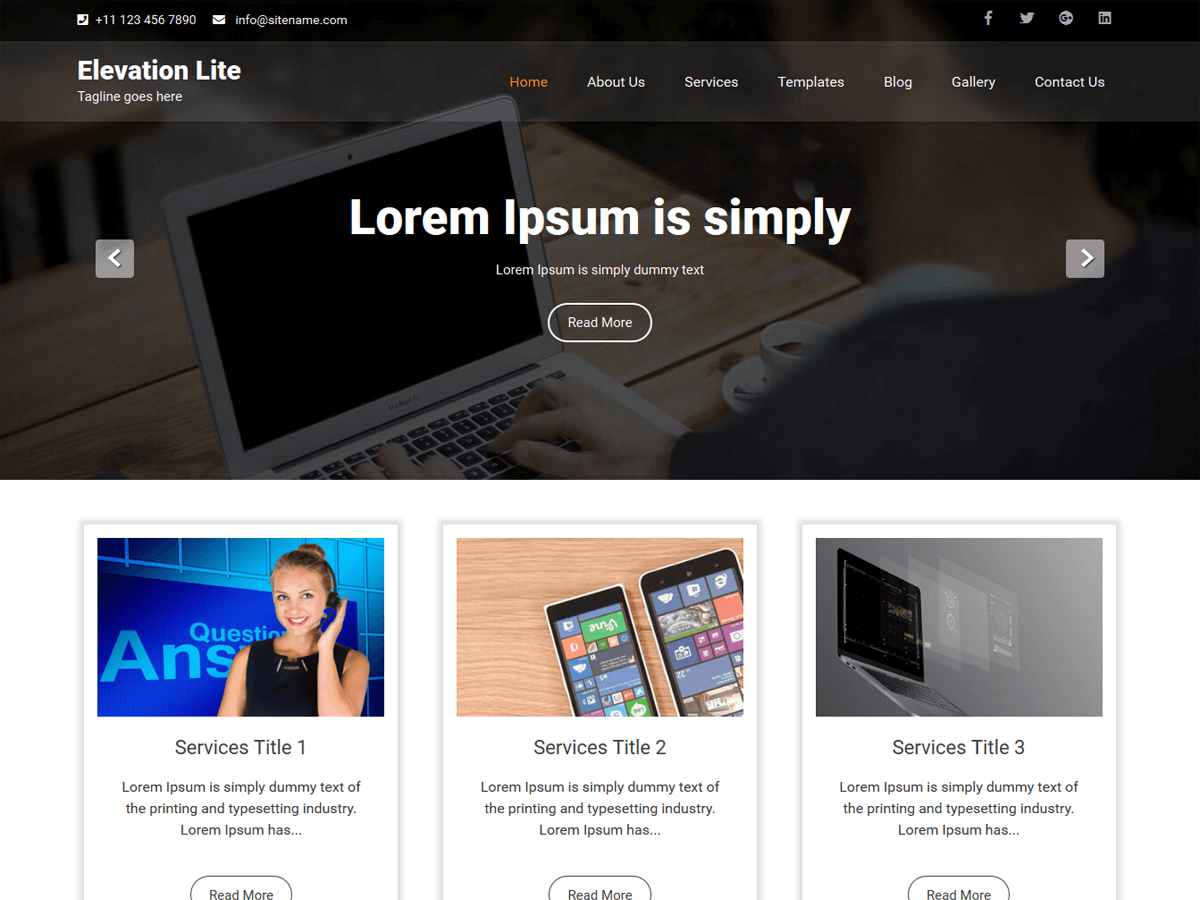 +11 123 456 7890 info@sitename.com
Elevation Lite
Tagline goes here
Home About Us Services Templates Blog Gallery Contact Us
Lorem Ipsum is simply
Lorem Ipsum is simply dummy text
Read More
MacBook
Questio
Ans
Vine
22
Services Title 1
Lorem Ipsum is simply dummy text of
the printing and typesetting industry.
Lorem Ipsum has...
Read More
Services Title 2
Lorem Ipsum is simply dummy text of
the printing and typesetting industry.
Lorem Ipsum has...
Read More
Services Title 3
Lorem Ipsum is simply dummy text of
the printing and typesetting industry.
Lorem Ipsum has...
Read More